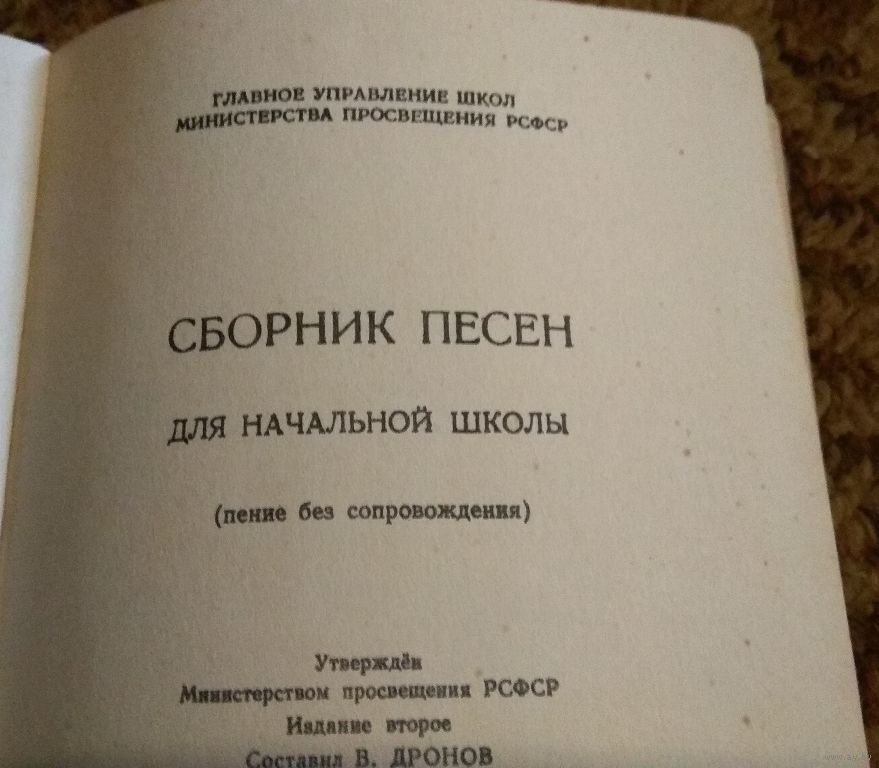 ГЛАВНОЕ УПРАВЛЕНИЕ ШКОЛ
МИНИСТЕРСТВА ПРОСВЕЩЕНИЯ РСФСР
СБОРНИК ПЕСЕН
ДЛЯ НАЧАЛЬНОЙ ШКОЛЫ
(пение без сопровождения)
Утверждён
Министерством просвещения РСФСР
Издание второе
Составил В. ДРОНОВ